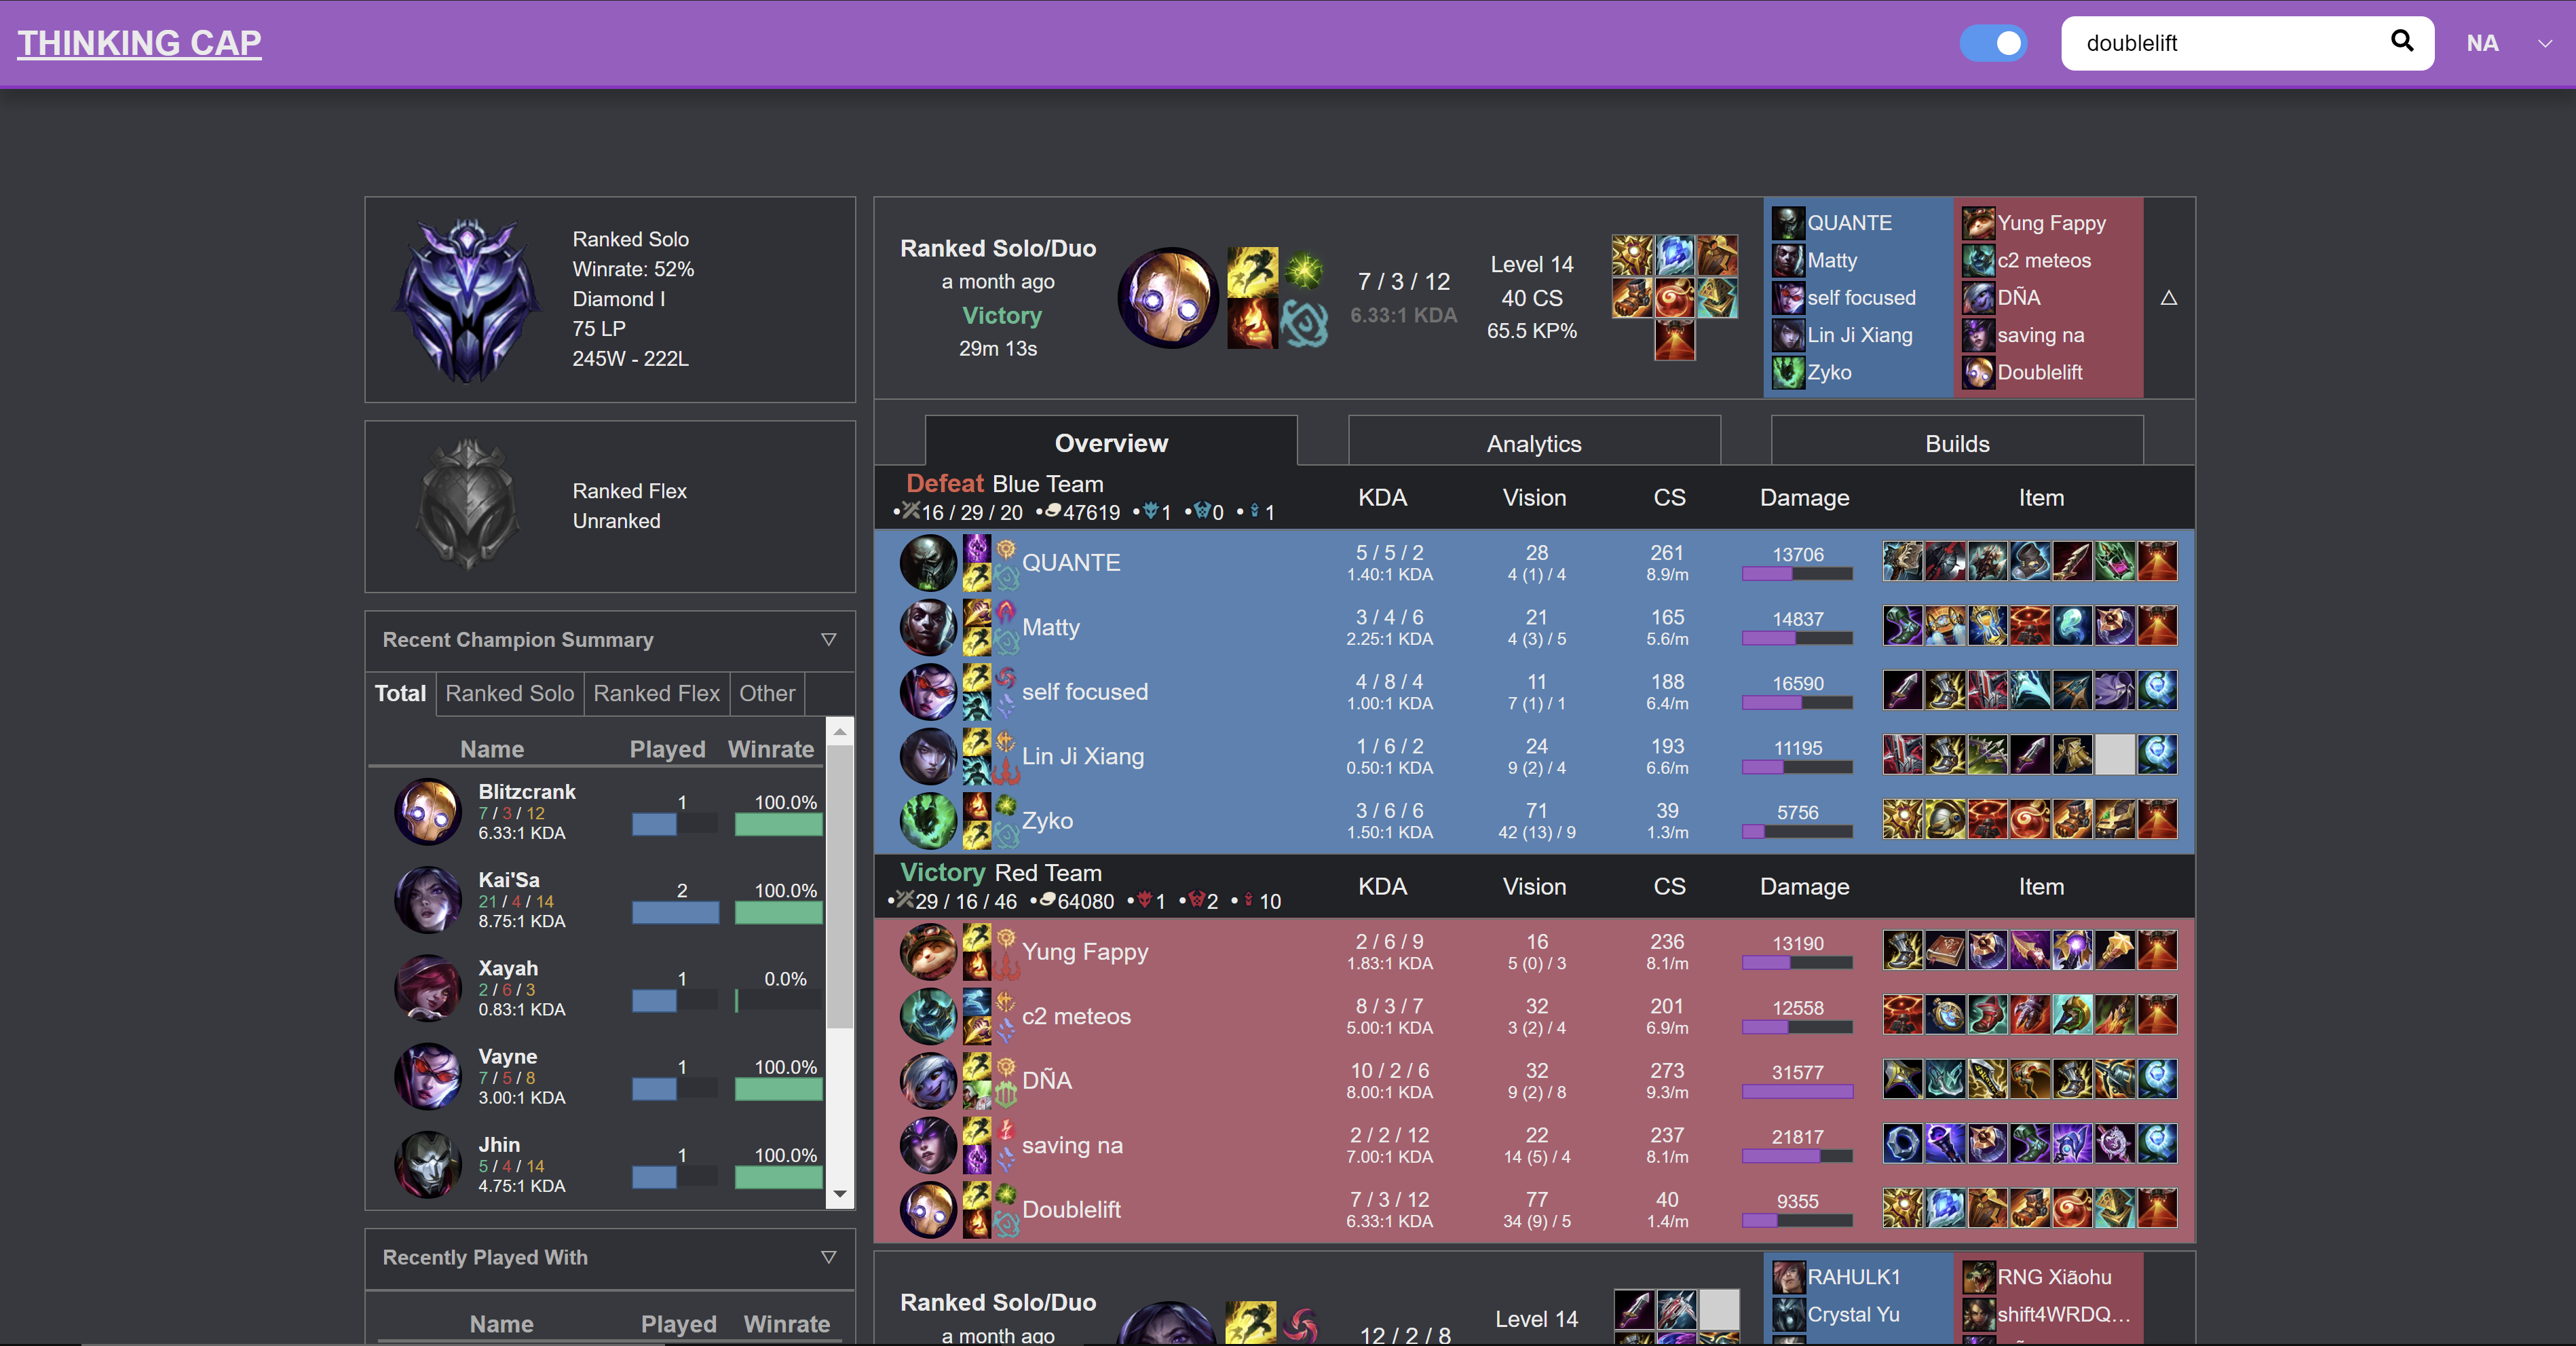 THINKING CAP
doublelift
NA
Ranked Solo
Winrate: 52%
Diamond I
75 LP
245W - 222L
Ranked Flex
Unranked
Recent Champion Summary
Total Ranked Solo Ranked Flex Other
Name Played Winrate
Blitzcrank
7 / 3 / 12
6.33:1 KDA
1
100.0%
Kai'Sa
21 / 4 / 14
8.75:1 KDA
2
100.0%
Xayah
2 / 6 / 3
0.83:1 KDA
1
0.0%
Vayne
7 / 5 / 8
3.00:1 KDA
1
100.0%
Jhin
5 / 4 / 14
4.75:1 KDA
1
100.0%
Recently Played With
Name Played Winrate
Ranked Solo/Duo
a month ago
Victory
29m 13s
7 / 3 / 12
6.33:1 KDA
Level 14
40 CS
65.5 KP%
QUANTE
Matty
self focused
Lin Ji Xiang
Zyko
Yung Fappy
c2 meteos
DÑA
saving na
Doublelift
Overview Analytics Builds
Defeat Blue Team
•16 / 29 / 20 •47619 •1 •0 • 1
KDA Vision CS Damage Item
QUANTE
5 / 5 / 2
1.40:1 KDA
28
4 (1) / 4
261
8.9/m
13706
Matty
3 / 4 / 6
2.25:1 KDA
21
4 (3) / 5
165
5.6/m
14837
self focused
4 / 8 / 4
1.00:1 KDA
11
7 (1) / 1
188
6.4/m
16590
Lin Ji Xiang
1 / 6 / 2
0.50:1 KDA
24
9 (2) / 4
193
6.6/m
11195
Zyko
3 / 6 / 6
1.50:1 KDA
71
42 (13) / 9
39
1.3/m
5756
Victory Red Team
•29 / 16 / 46 •64080 •1 •2 • 10
KDA Vision CS Damage Item
Yung Fappy
2 / 6 / 9
1.83:1 KDA
16
5 (0) / 3
236
8.1/m
13190
c2 meteos
8 / 3 / 7
5.00:1 KDA
32
3 (2) / 4
201
6.9/m
12558
DÑA
10 / 2 / 6
8.00:1 KDA
32
9 (2) / 8
273
9.3/m
31577
saving na
2 / 2 / 12
7.00:1 KDA
22
14 (5) / 4
237
8.1/m
21817
Doublelift
7 / 3 / 12
6.33:1 KDA
77
34 (9) / 5
40
1.4/m
9355
Ranked Solo/Duo
a month ago
12 / 2 / 8
Level 14
RAHULK1
Crystal Yu
RNG Xiãohu
shift4WRDQ...